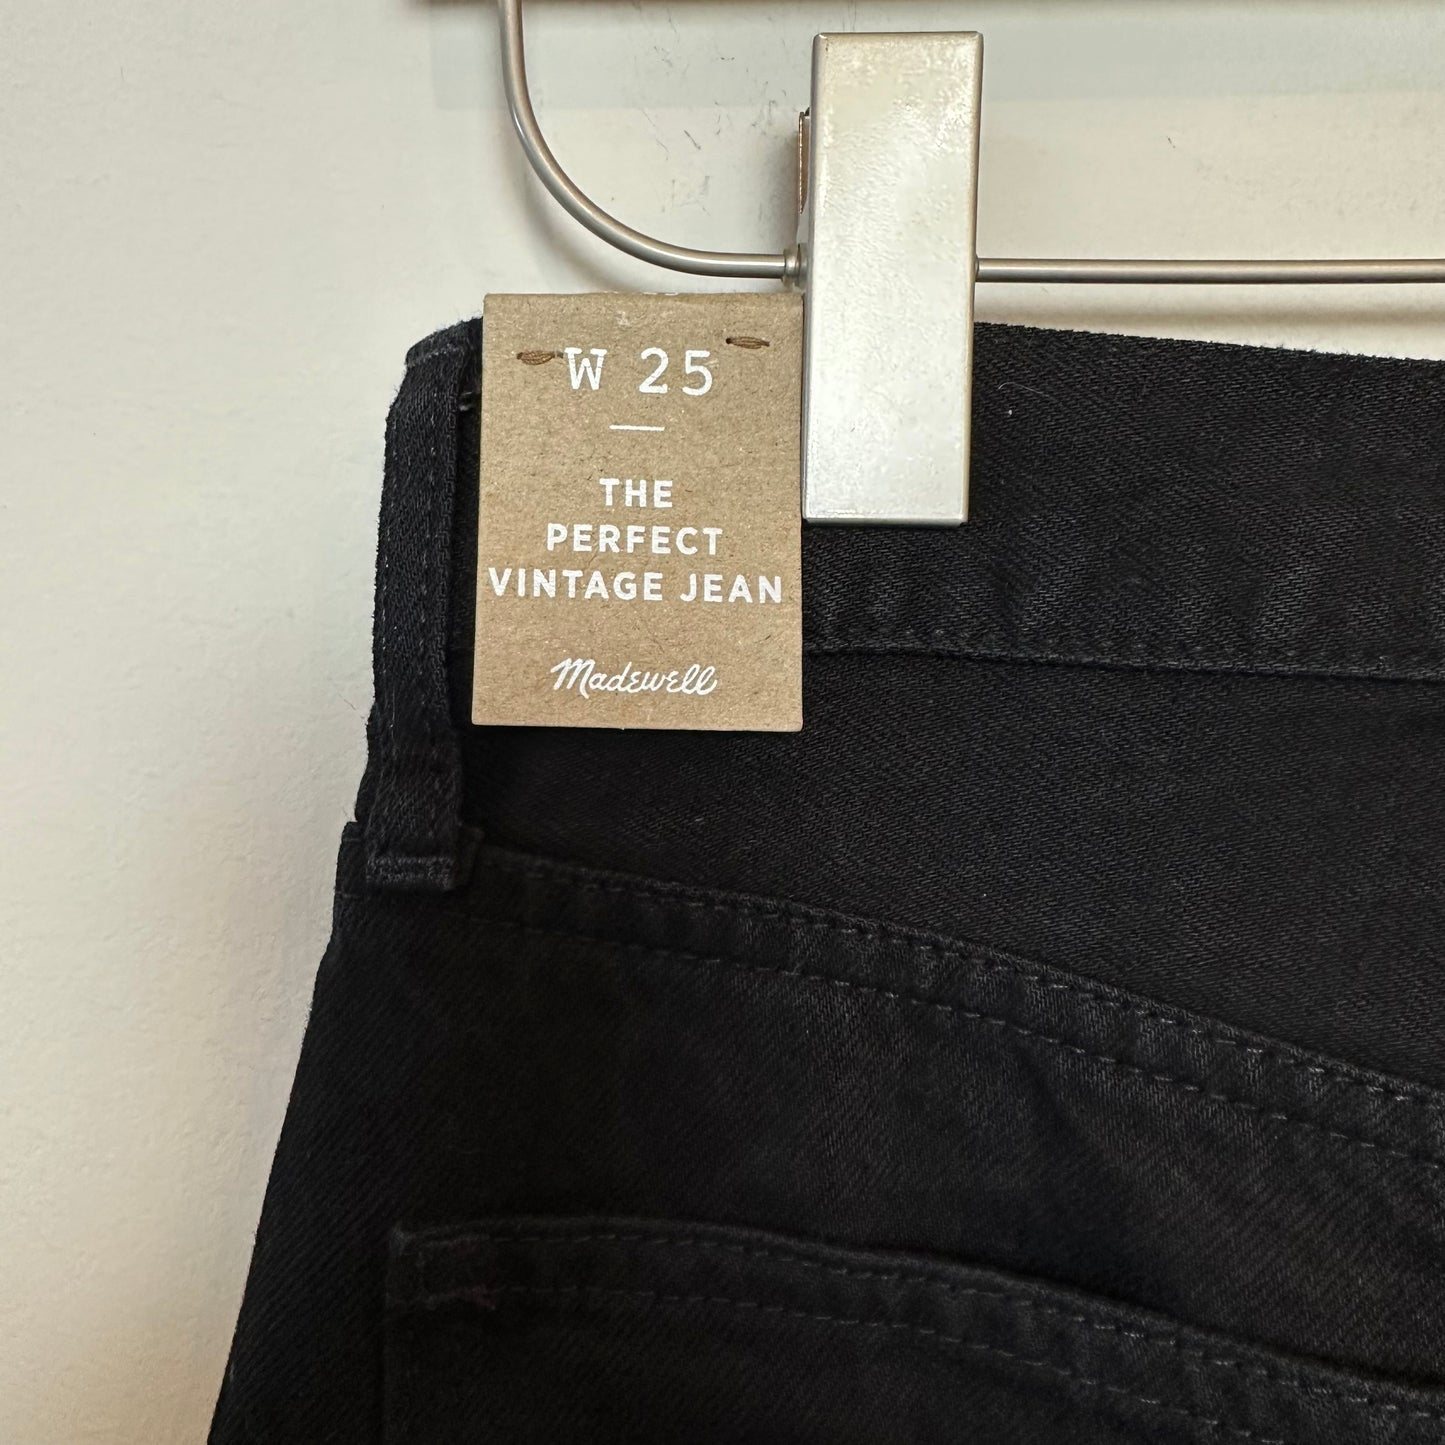 W 25
THE
PERFECT
VINTAGE JEAN
Madewell